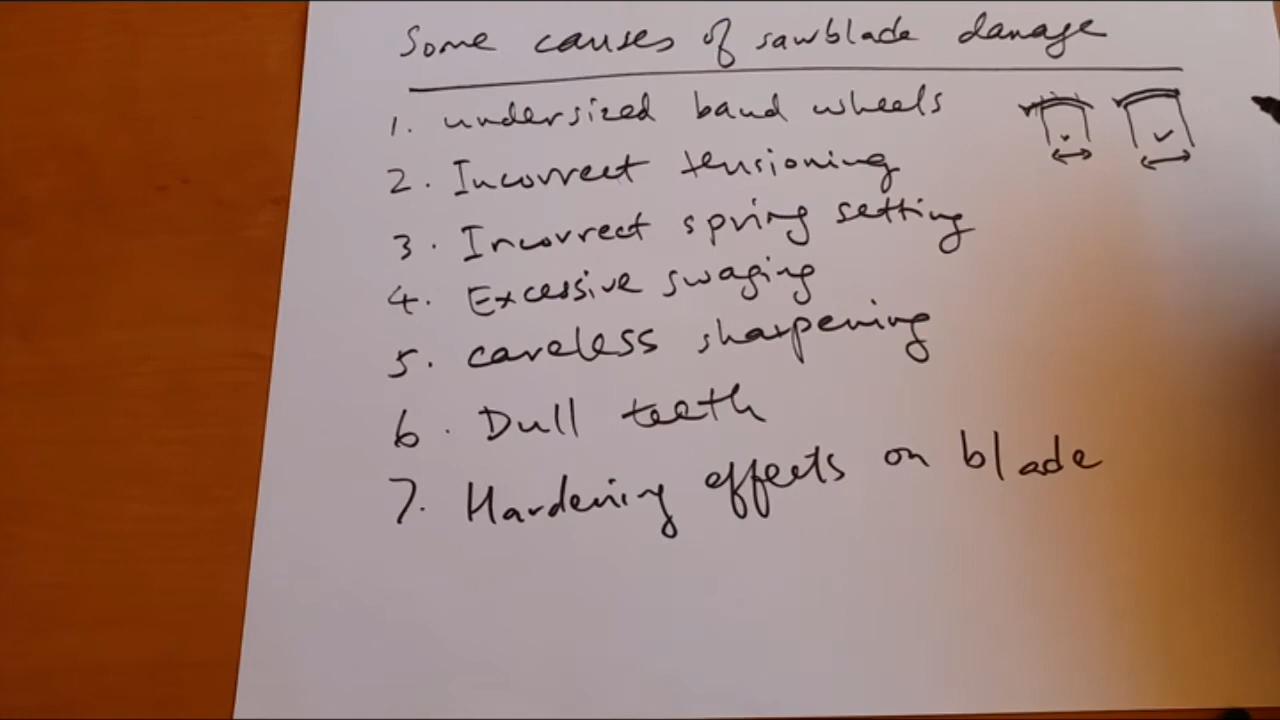 Some causes of sawblade damage
1. undersized band wheels
2. Incorrect tensioning
3. Incorrect spring setting
4. Excessive swaging
5. careless sharpening
6. Dull teeth
7. Hardening effects on blade